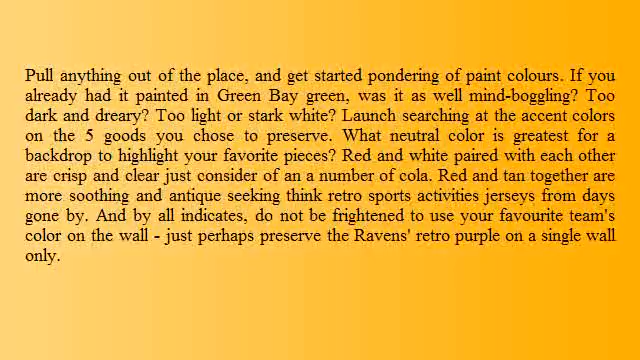 Pull anything out of the place, and get started pondering of paint colours. If you
already had it painted in Green Bay green, was it as well mind-boggling? Too
dark and dreary? Too light or stark white? Launch searching at the accent colors
on the 5 goods you chose to preserve. What neutral color is greatest for a
backdrop to highlight your favorite pieces? Red and white paired with each other
are crisp and clear just consider of an a number of cola. Red and tan together are
more soothing and antique seeking think retro sports activities jerseys from days
gone by. And by all indicates, do not be frightened to use your favourite team's
color on the wall - just perhaps preserve the Ravens' retro purple on a single wall
only.